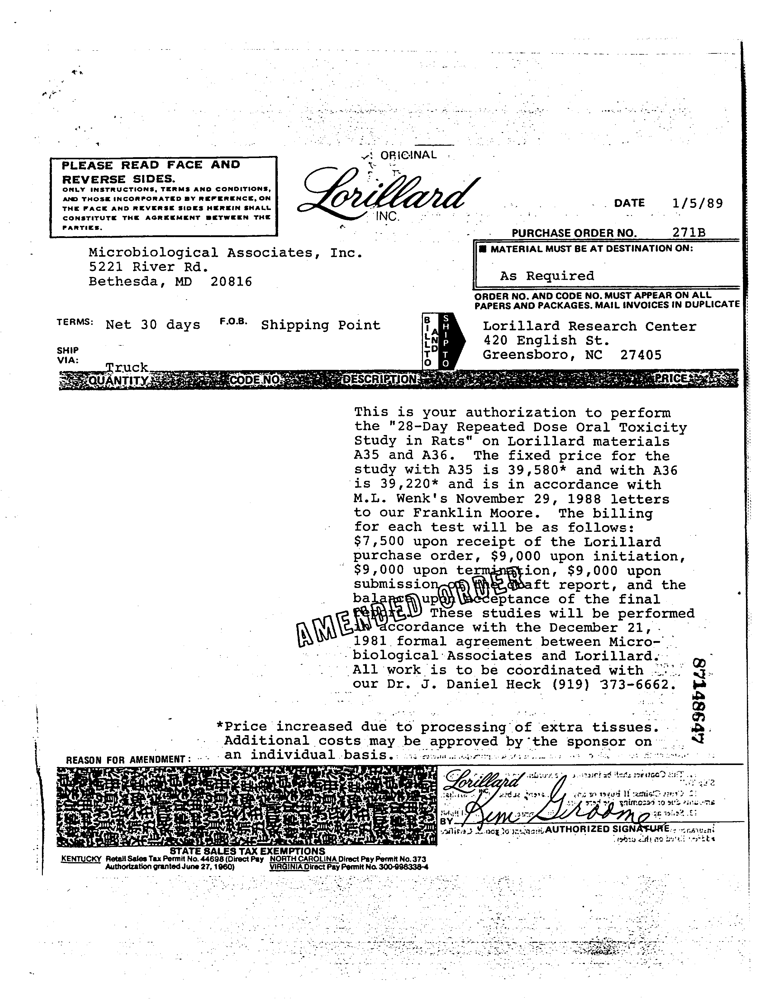 ORIGINAL
PLEASE READ FACE AND
REVERSE SIDES.
ONLY INSTRUCTIONS, TERMS AND CONDITIONS,
AND THOSE INCORPORATED BY REFERENCE, ON
THE FACE AND REVERSE SIDES HEREIN SHALL
CONSTITUTE THE AGREEMENT BETWEEN THE
PARTIES.
Lorillard
INC.
DATE 1/5/89
PURCHASE ORDER NO. 271B
■ MATERIAL MUST BE AT DESTINATION ON:
As Required
Microbiological Associates, Inc.
5221 River Rd.
Bethesda, MD 20816
ORDER NO. AND CODE NO. MUST APPEAR ON ALL
PAPERS AND PACKAGES. MAIL INVOICES IN DUPLICATE
TERMS: Net 30 days F.O.B. Shipping Point
BILL TO AND SHIP TO
Lorillard Research Center
420 English St.
Greensboro, NC 27405
SHIP
VIA: Truck
QUANTITY CODE NO. DESCRIPTION PRICE
This is your authorization to perform
the "28-Day Repeated Dose Oral Toxicity
Study in Rats" on Lorillard materials
A35 and A36. The fixed price for the
study with A35 is 39,580* and with A36
is 39,220* and is in accordance with
M.L. Wenk's November 29, 1988 letters
to our Franklin Moore. The billing
for each test will be as follows:
$7,500 upon receipt of the Lorillard
purchase order, $9,000 upon initiation,
$9,000 upon termination, $9,000 upon
submission of the draft report, and the
balance upon acceptance of the final
These studies will be performed
in accordance with the December 21,
1981 formal agreement between Micro-
biological Associates and Lorillard.
All work is to be coordinated with
our Dr. J. Daniel Heck (919) 373-6662.
AMENDED ORDER
87148647
*Price increased due to processing of extra tissues.
Additional costs may be approved by the sponsor on
an individual basis.
REASON FOR AMENDMENT:
Lorillard
BY
AUTHORIZED SIGNATURE
STATE SALES TAX EXEMPTIONS
KENTUCKY Retail Sales Tax Permit No. 44698 (Direct Pay NORTH CAROLINA Direct Pay Permit No. 373
Authorization granted June 27, 1960) VIRGINIA Direct Pay Permit No. 300-998338-4